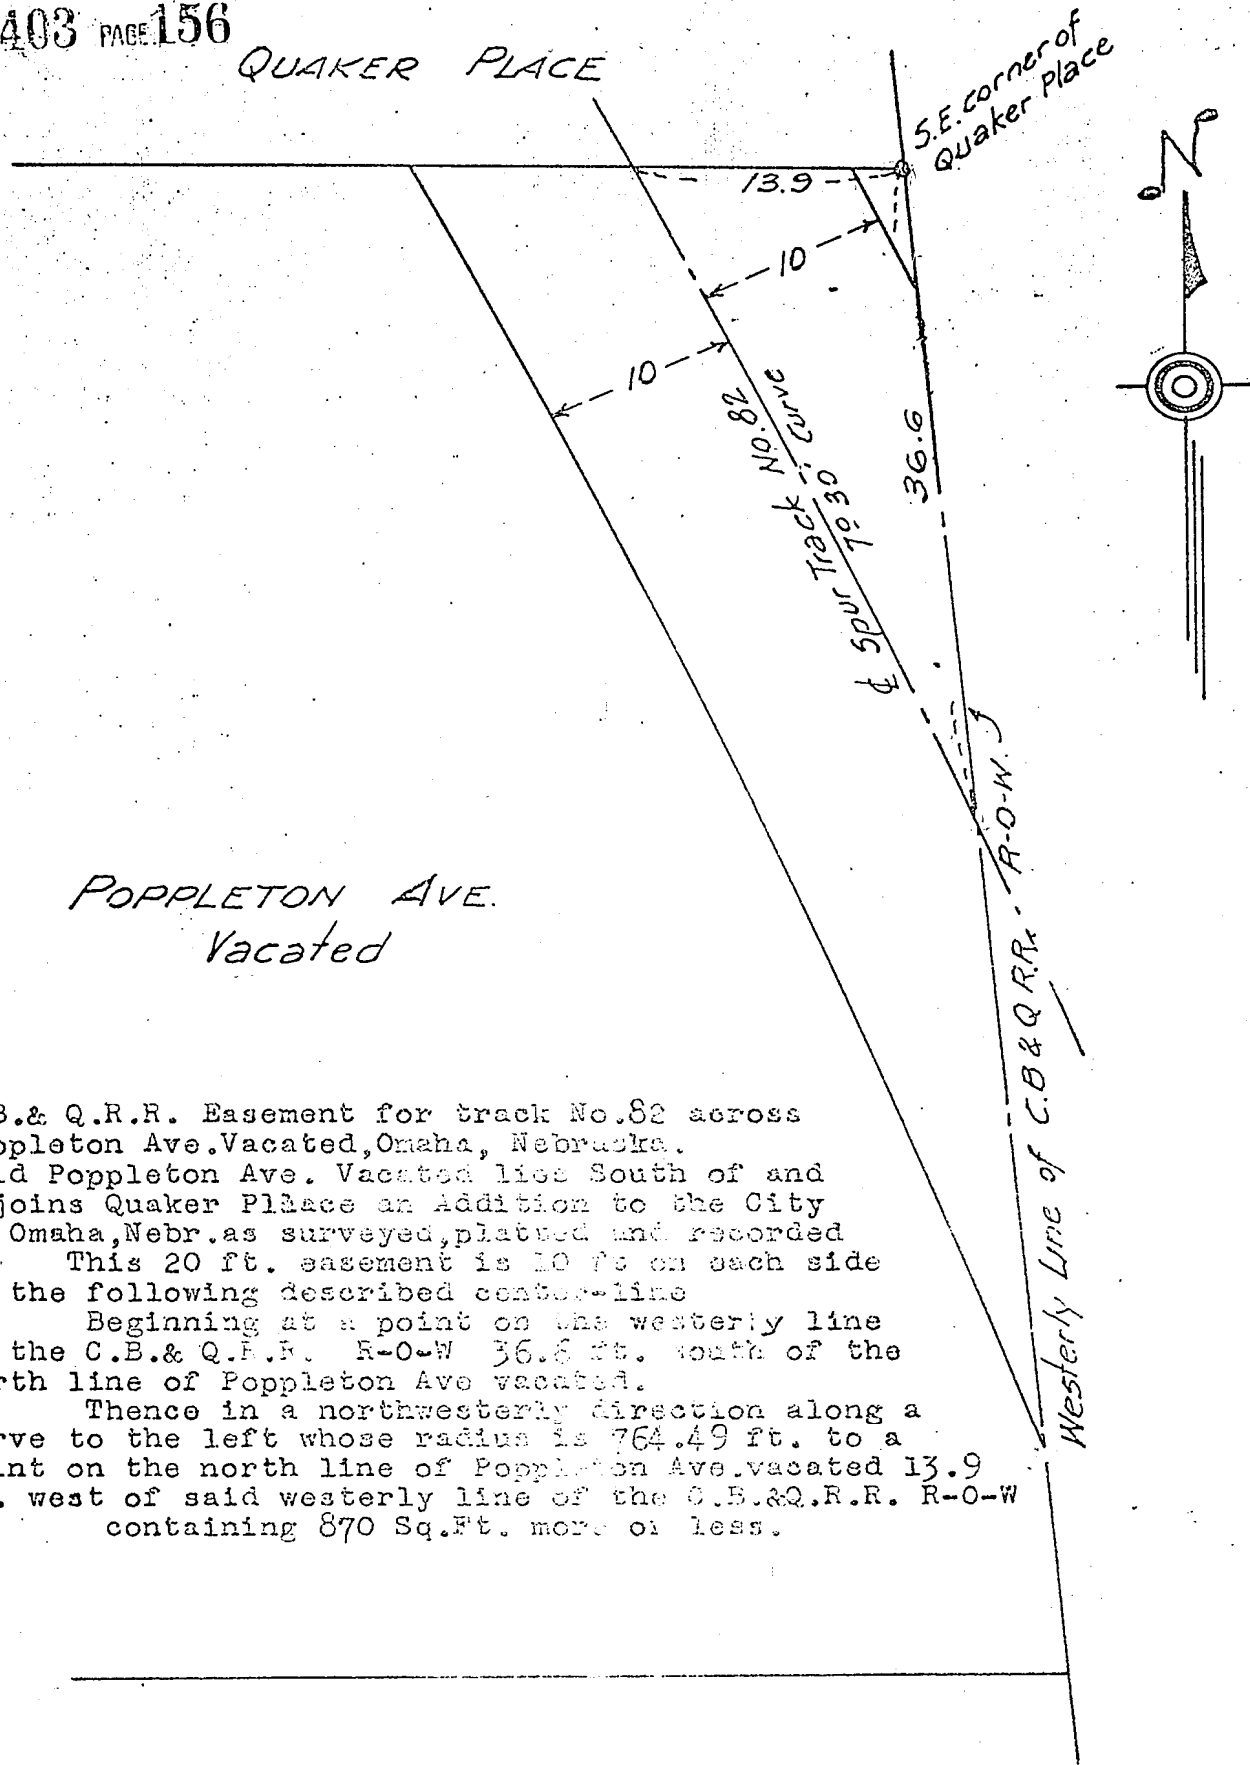 403 PAGE 156
QUAKER PLACE
S.E. corner of
Quaker Place
N
13.9
10
10
℄ Spur Track No. 82
7° 30' Curve
36.6
Westerly Line of C.B & Q R.R. R-O-W.
POPPLETON AVE.
Vacated
B.& Q.R.R. Easement for track No.82 across
ppleton Ave.Vacated,Omaha, Nebraska.
id Poppleton Ave. Vacated lies South of and
joins Quaker Pllace an Addition to the City
Omaha,Nebr.as surveyed,platted and recorded
This 20 ft. easement is 10 ft on each side
the following described center-line
Beginning at a point on the westerly line
the C.B.& Q.R.R. R-O-W 36.6 ft. south of the
rth line of Poppleton Ave vacated.
Thence in a northwesterly direction along a
rve to the left whose radius is 764.49 ft. to a
int on the north line of Poppleton Ave.vacated 13.9
. west of said westerly line of the C.B.&Q.R.R. R-O-W
containing 870 Sq.Ft. more or less.